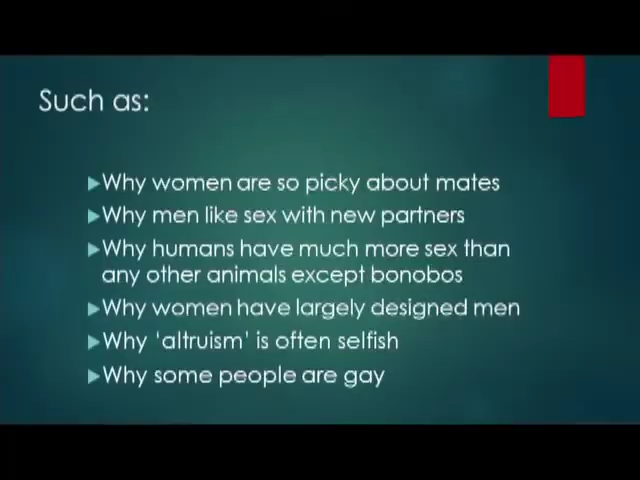 Such as:
Why women are so picky about mates
Why men like sex with new partners
Why humans have much more sex than
any other animals except bonobos
Why women have largely designed men
Why ‘altruism’ is often selfish
Why some people are gay